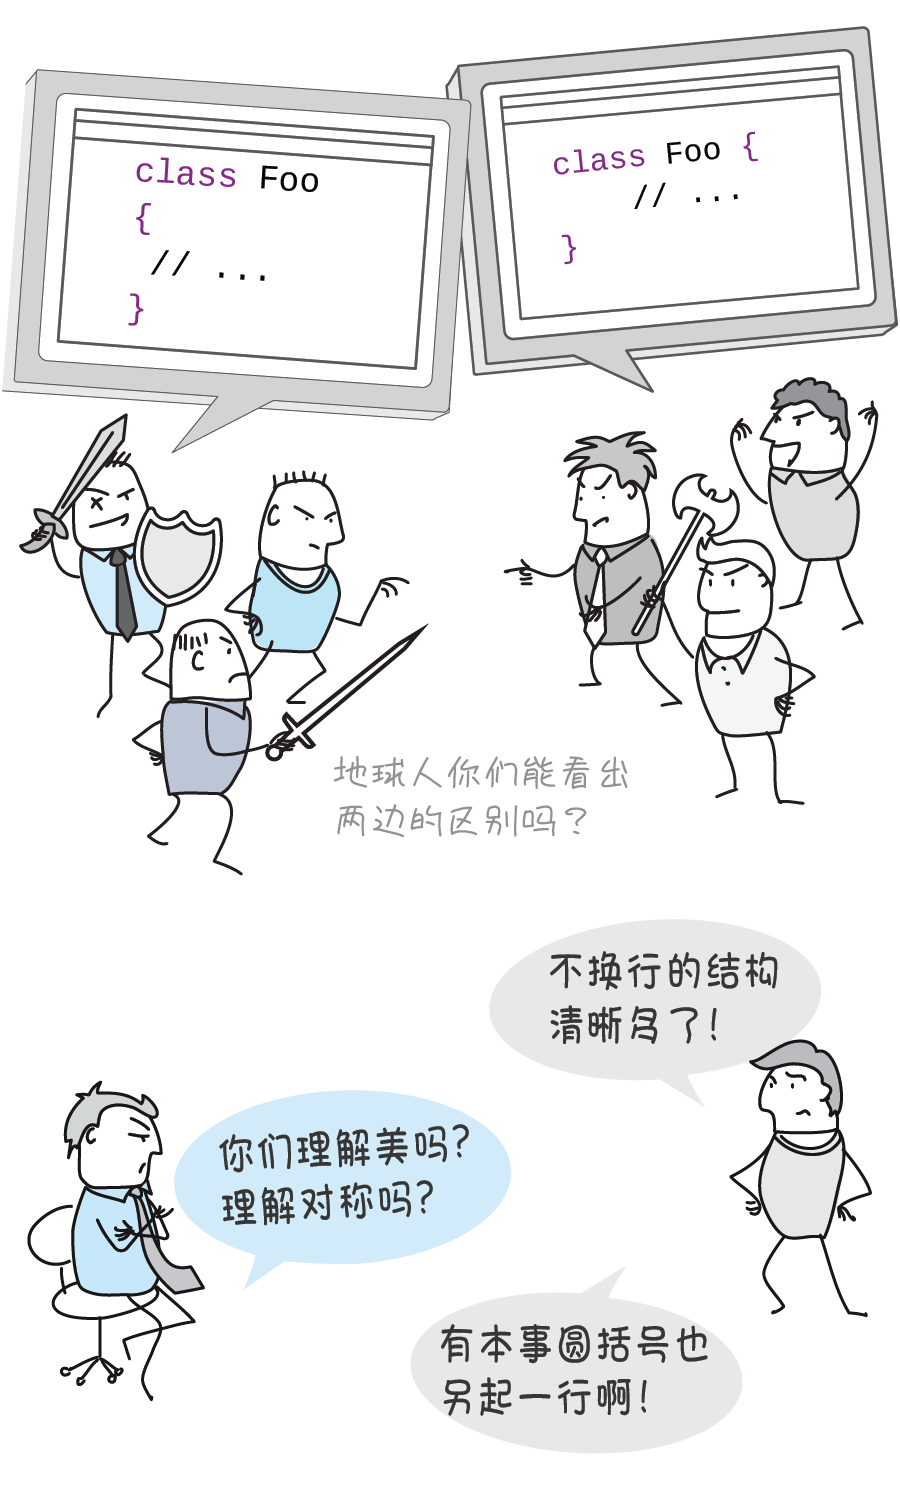 class Foo
{
// ...
}
class Foo {
// ...
}
地球人你们能看出
两边的区别吗?
不换行的结构
清晰多了!
你们理解美吗?
理解对称吗?
有本事圆括号也
另起一行啊!